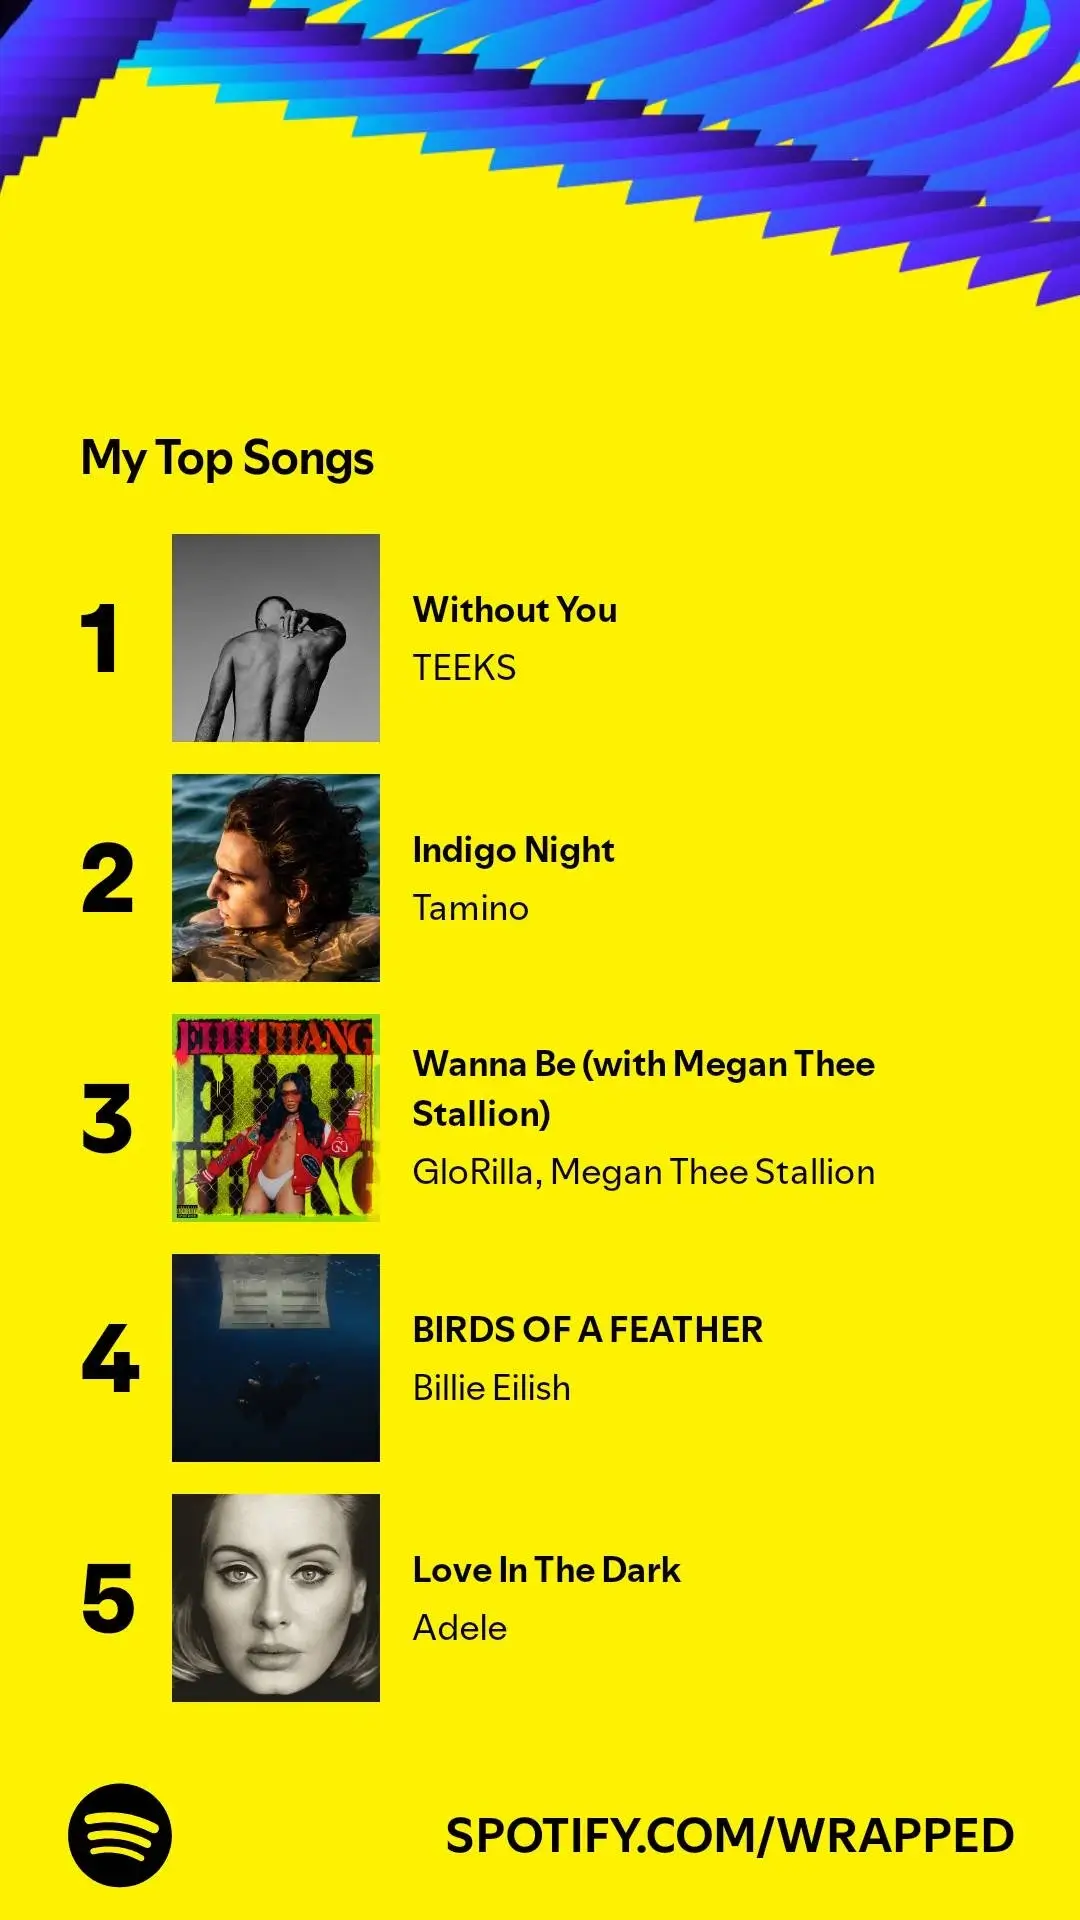 My Top Songs
1
Without You
TEEKS
2
Indigo Night
Tamino
3
EHHTHANG
EHH
THANG
Wanna Be (with Megan Thee
Stallion)
GloRilla, Megan Thee Stallion
4
BIRDS OF A FEATHER
Billie Eilish
5
Love In The Dark
Adele
SPOTIFY.COM/WRAPPED